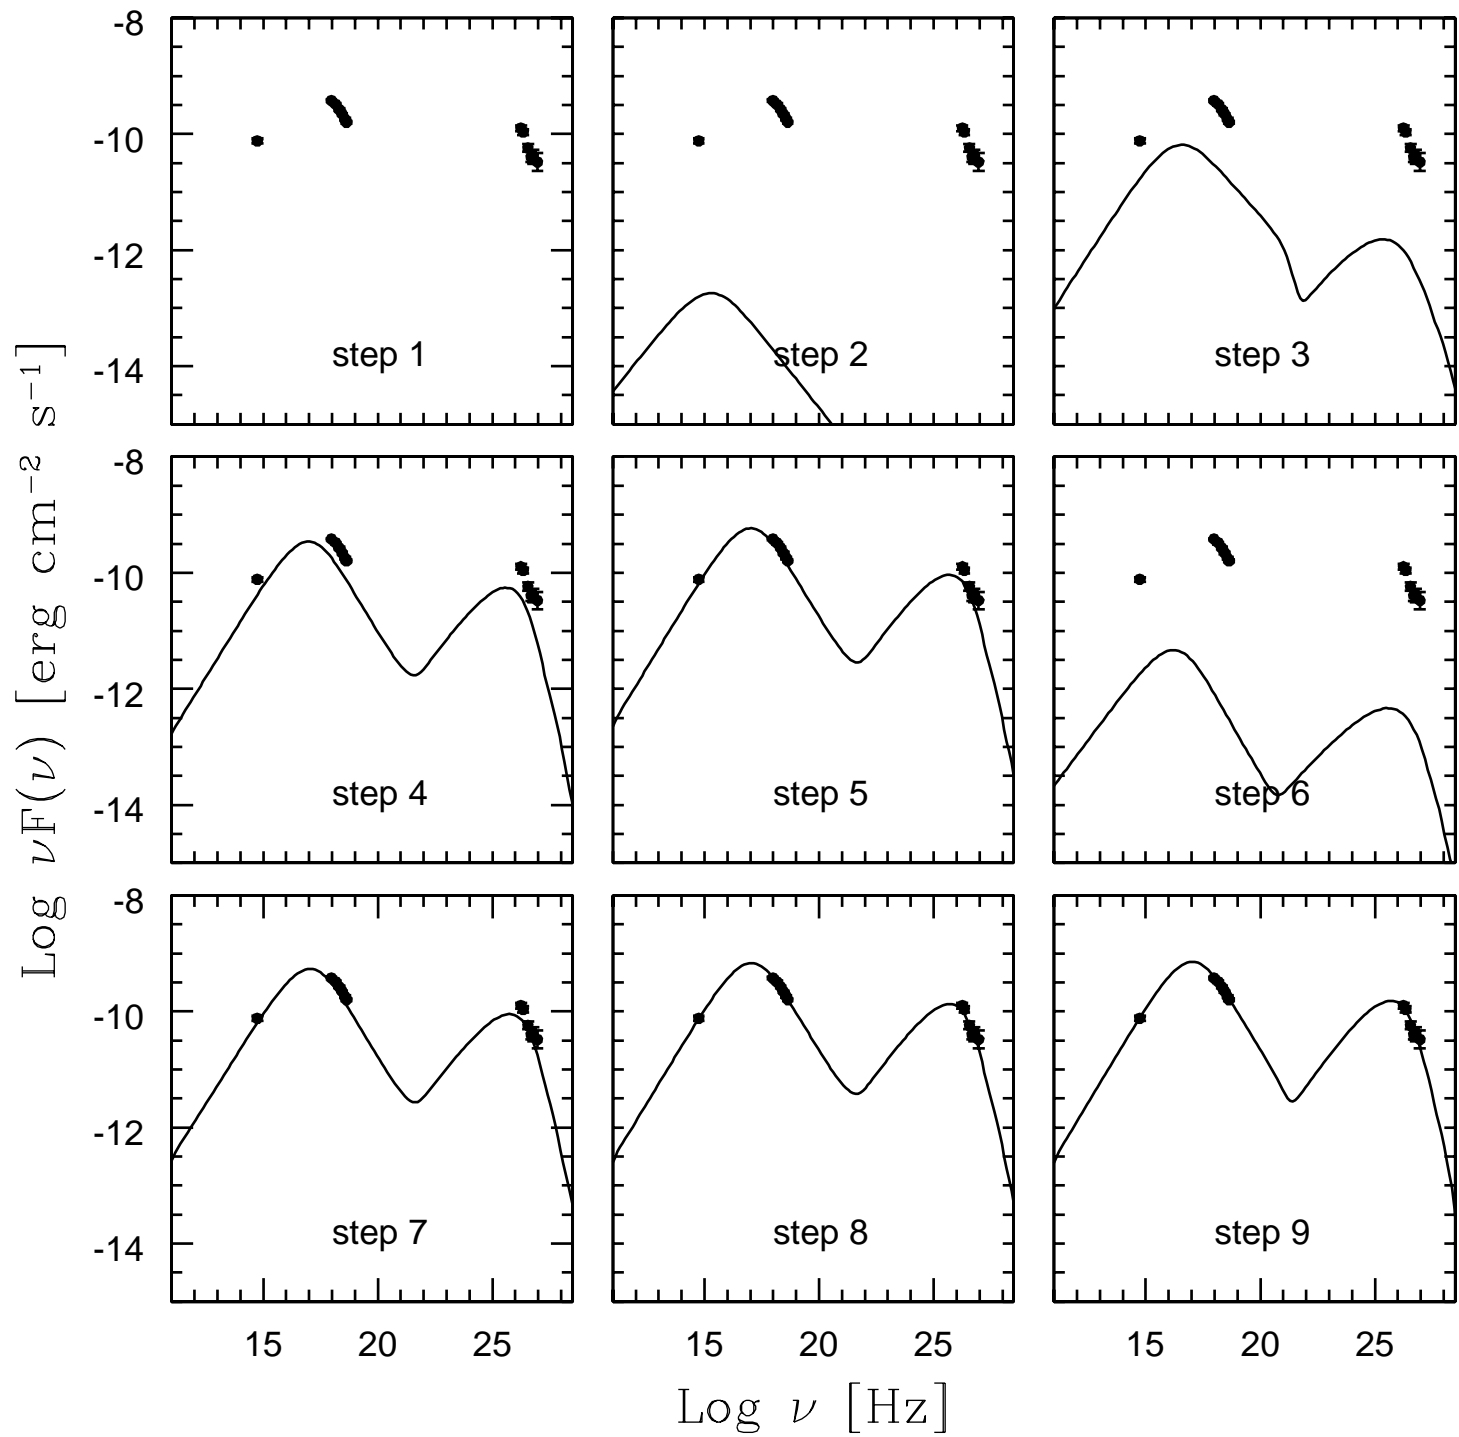 -8
-10
-12
-14
step 1
step 2
step 3
-8
-10
-12
-14
step 4
step 5
step 6
-8
-10
-12
-14
step 7
step 8
step 9
15 20 25
15 20 25
15 20 25
Log ν [Hz]
Log νF(ν) [erg cm⁻² s⁻¹]